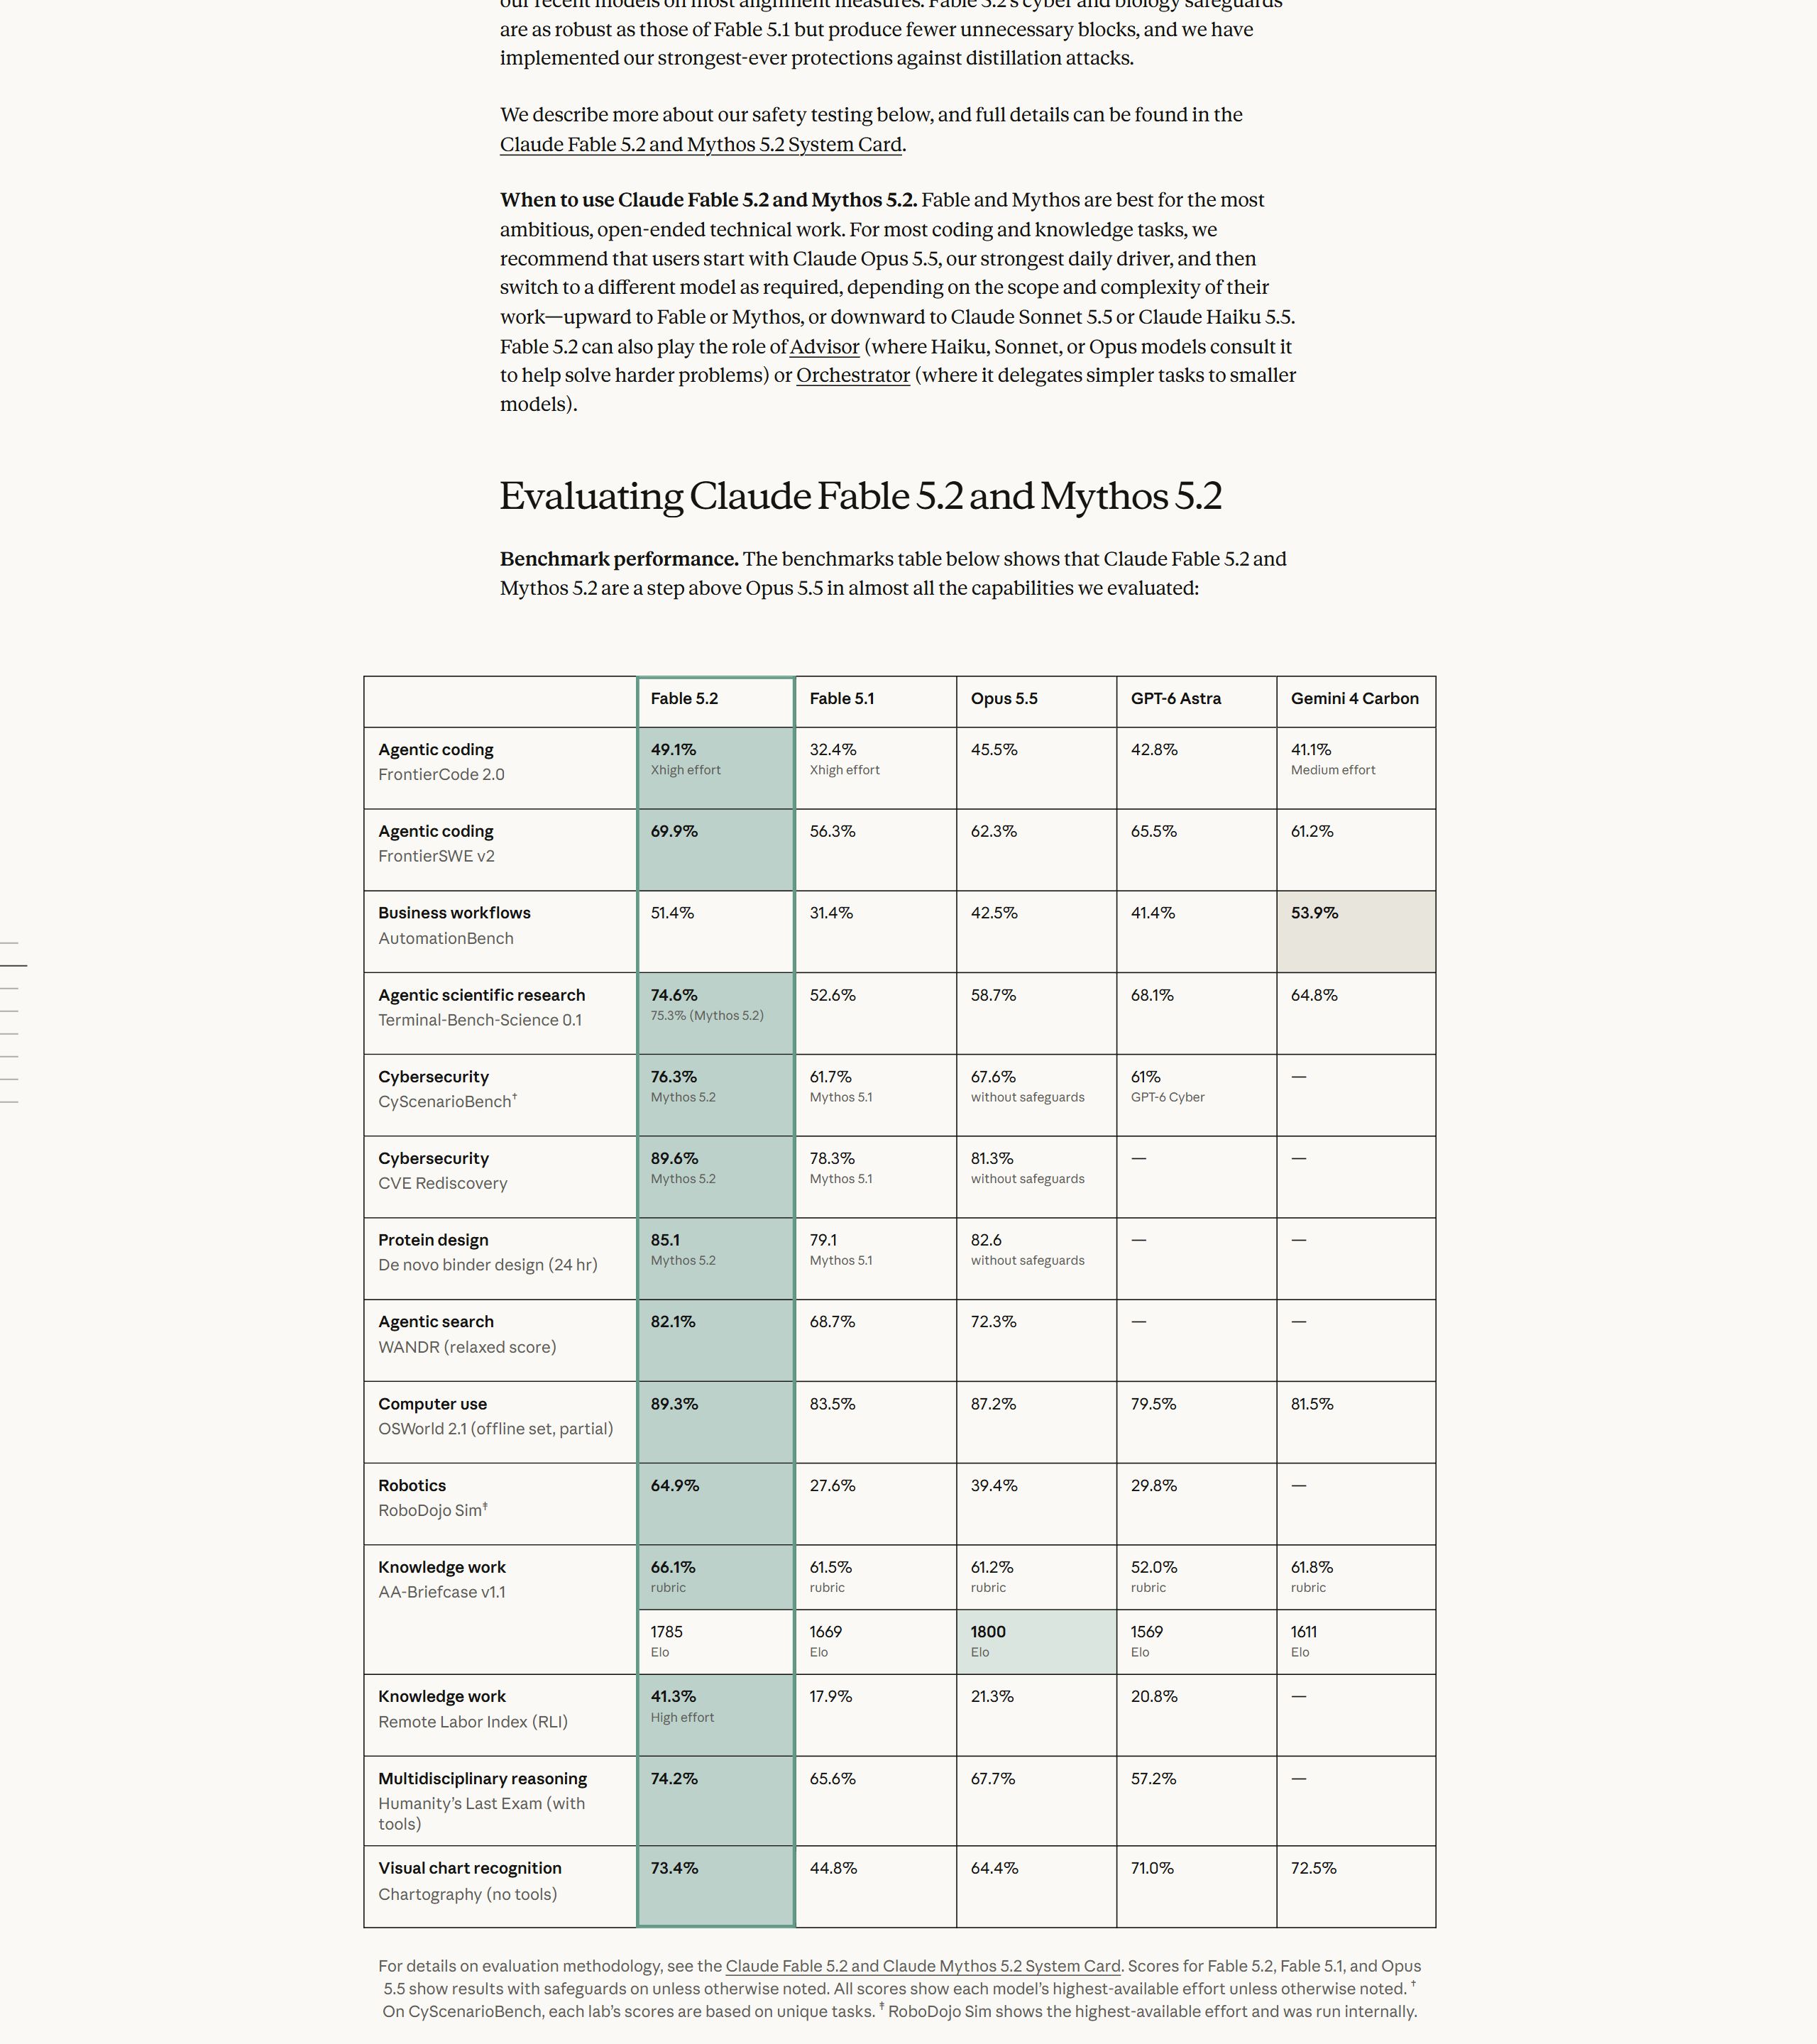 our recent models on most alignment measures. Fable 5.2's cyber and biology safeguards
are as robust as those of Fable 5.1 but produce fewer unnecessary blocks, and we have
implemented our strongest-ever protections against distillation attacks.
We describe more about our safety testing below, and full details can be found in the
Claude Fable 5.2 and Mythos 5.2 System Card.
When to use Claude Fable 5.2 and Mythos 5.2. Fable and Mythos are best for the most
ambitious, open-ended technical work. For most coding and knowledge tasks, we
recommend that users start with Claude Opus 5.5, our strongest daily driver, and then
switch to a different model as required, depending on the scope and complexity of their
work—upward to Fable or Mythos, or downward to Claude Sonnet 5.5 or Claude Haiku 5.5.
Fable 5.2 can also play the role of Advisor (where Haiku, Sonnet, or Opus models consult it
to help solve harder problems) or Orchestrator (where it delegates simpler tasks to smaller
models).
Evaluating Claude Fable 5.2 and Mythos 5.2
Benchmark performance. The benchmarks table below shows that Claude Fable 5.2 and
Mythos 5.2 are a step above Opus 5.5 in almost all the capabilities we evaluated:
Fable 5.2 Fable 5.1 Opus 5.5 GPT-6 Astra Gemini 4 Carbon
Agentic coding 49.1% 32.4% 45.5% 42.8% 41.1%
FrontierCode 2.0 Xhigh effort Xhigh effort Medium effort
Agentic coding 69.9% 56.3% 62.3% 65.5% 61.2%
FrontierSWE v2
Business workflows 51.4% 31.4% 42.5% 41.4% 53.9%
AutomationBench
Agentic scientific research 74.6% 52.6% 58.7% 68.1% 64.8%
Terminal-Bench-Science 0.1 75.3% (Mythos 5.2)
Cybersecurity 76.3% 61.7% 67.6% 61% —
CyScenarioBench† Mythos 5.2 Mythos 5.1 without safeguards GPT-6 Cyber
Cybersecurity 89.6% 78.3% 81.3% — —
CVE Rediscovery Mythos 5.2 Mythos 5.1 without safeguards
Protein design 85.1 79.1 82.6 — —
De novo binder design (24 hr) Mythos 5.2 Mythos 5.1 without safeguards
Agentic search 82.1% 68.7% 72.3% — —
WANDR (relaxed score)
Computer use 89.3% 83.5% 87.2% 79.5% 81.5%
OSWorld 2.1 (offline set, partial)
Robotics 64.9% 27.6% 39.4% 29.8% —
RoboDojo Sim‡
Knowledge work 66.1% 61.5% 61.2% 52.0% 61.8%
AA-Briefcase v1.1 rubric rubric rubric rubric rubric
1785 1669 1800 1569 1611
Elo Elo Elo Elo Elo
Knowledge work 41.3% 17.9% 21.3% 20.8% —
Remote Labor Index (RLI) High effort
Multidisciplinary reasoning 74.2% 65.6% 67.7% 57.2% —
Humanity's Last Exam (with
tools)
Visual chart recognition 73.4% 44.8% 64.4% 71.0% 72.5%
Chartography (no tools)
For details on evaluation methodology, see the Claude Fable 5.2 and Claude Mythos 5.2 System Card. Scores for Fable 5.2, Fable 5.1, and Opus
5.5 show results with safeguards on unless otherwise noted. All scores show each model's highest-available effort unless otherwise noted. †
On CyScenarioBench, each lab's scores are based on unique tasks. ‡ RoboDojo Sim shows the highest-available effort and was run internally.